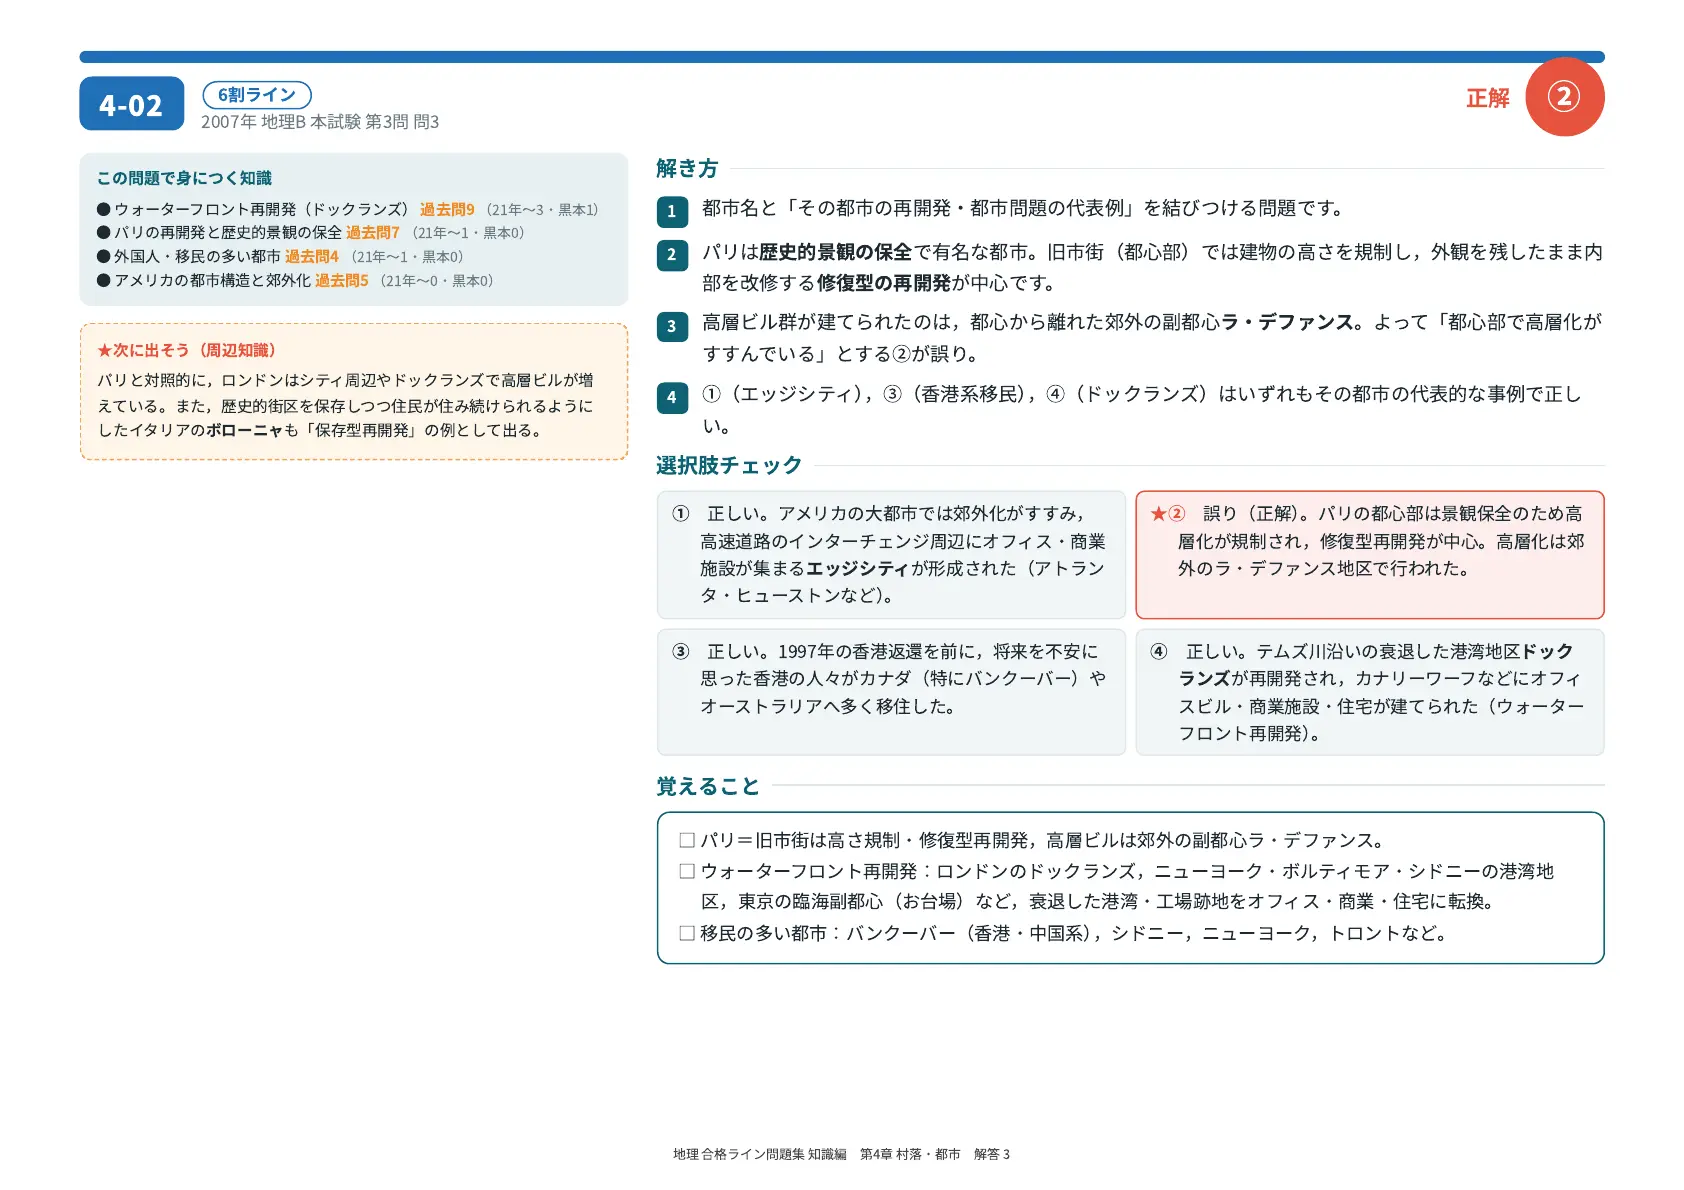 4-02
6割ライン
2007年 地理B 本試験 第3問 問3
正解
②
この問題で身につく知識
● ウォーターフロント再開発（ドックランズ） 過去問9 （21年〜3・黒本1）
● パリの再開発と歴史的景観の保全 過去問7 （21年〜1・黒本0）
● 外国人・移民の多い都市 過去問4 （21年〜1・黒本0）
● アメリカの都市構造と郊外化 過去問5 （21年〜0・黒本0）
★次に出そう（周辺知識）
パリと対照的に，ロンドンはシティ周辺やドックランズで高層ビルが増
えている。また，歴史的街区を保存しつつ住民が住み続けられるように
したイタリアのボローニャも「保存型再開発」の例として出る。
解き方
1 都市名と「その都市の再開発・都市問題の代表例」を結びつける問題です。
2 パリは歴史的景観の保全で有名な都市。旧市街（都心部）では建物の高さを規制し，外観を残したまま内
部を改修する修復型の再開発が中心です。
3 高層ビル群が建てられたのは，都心から離れた郊外の副都心ラ・デファンス。よって「都心部で高層化が
すすんでいる」とする②が誤り。
4 ①（エッジシティ），③（香港系移民），④（ドックランズ）はいずれもその都市の代表的な事例で正し
い。
選択肢チェック
① 正しい。アメリカの大都市では郊外化がすすみ，
高速道路のインターチェンジ周辺にオフィス・商業
施設が集まるエッジシティが形成された（アトラン
タ・ヒューストンなど）。
★② 誤り（正解）。パリの都心部は景観保全のため高
層化が規制され，修復型再開発が中心。高層化は郊
外のラ・デファンス地区で行われた。
③ 正しい。1997年の香港返還を前に，将来を不安に
思った香港の人々がカナダ（特にバンクーバー）や
オーストラリアへ多く移住した。
④ 正しい。テムズ川沿いの衰退した港湾地区ドック
ランズが再開発され，カナリーワーフなどにオフィ
スビル・商業施設・住宅が建てられた（ウォーター
フロント再開発）。
覚えること
□ パリ＝旧市街は高さ規制・修復型再開発，高層ビルは郊外の副都心ラ・デファンス。
□ ウォーターフロント再開発：ロンドンのドックランズ，ニューヨーク・ボルティモア・シドニーの港湾地
区，東京の臨海副都心（お台場）など，衰退した港湾・工場跡地をオフィス・商業・住宅に転換。
□ 移民の多い都市：バンクーバー（香港・中国系），シドニー，ニューヨーク，トロントなど。
地理 合格ライン問題集 知識編 第4章 村落・都市 解答 3